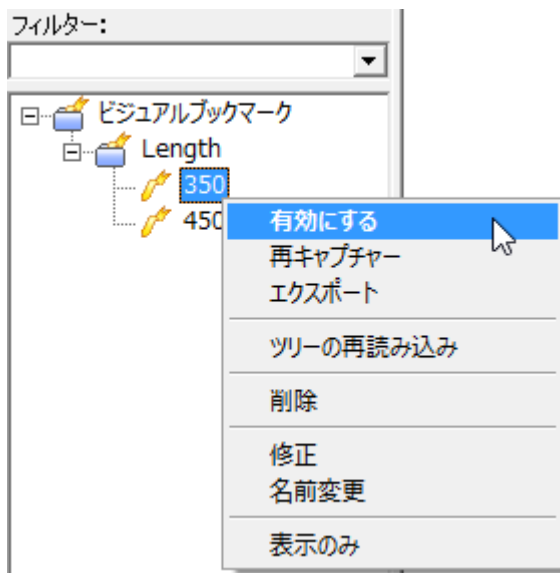 フィルター:
ビジュアルブックマーク
Length
350
450
有効にする
再キャプチャー
エクスポート
ツリーの再読み込み
削除
修正
名前変更
表示のみ